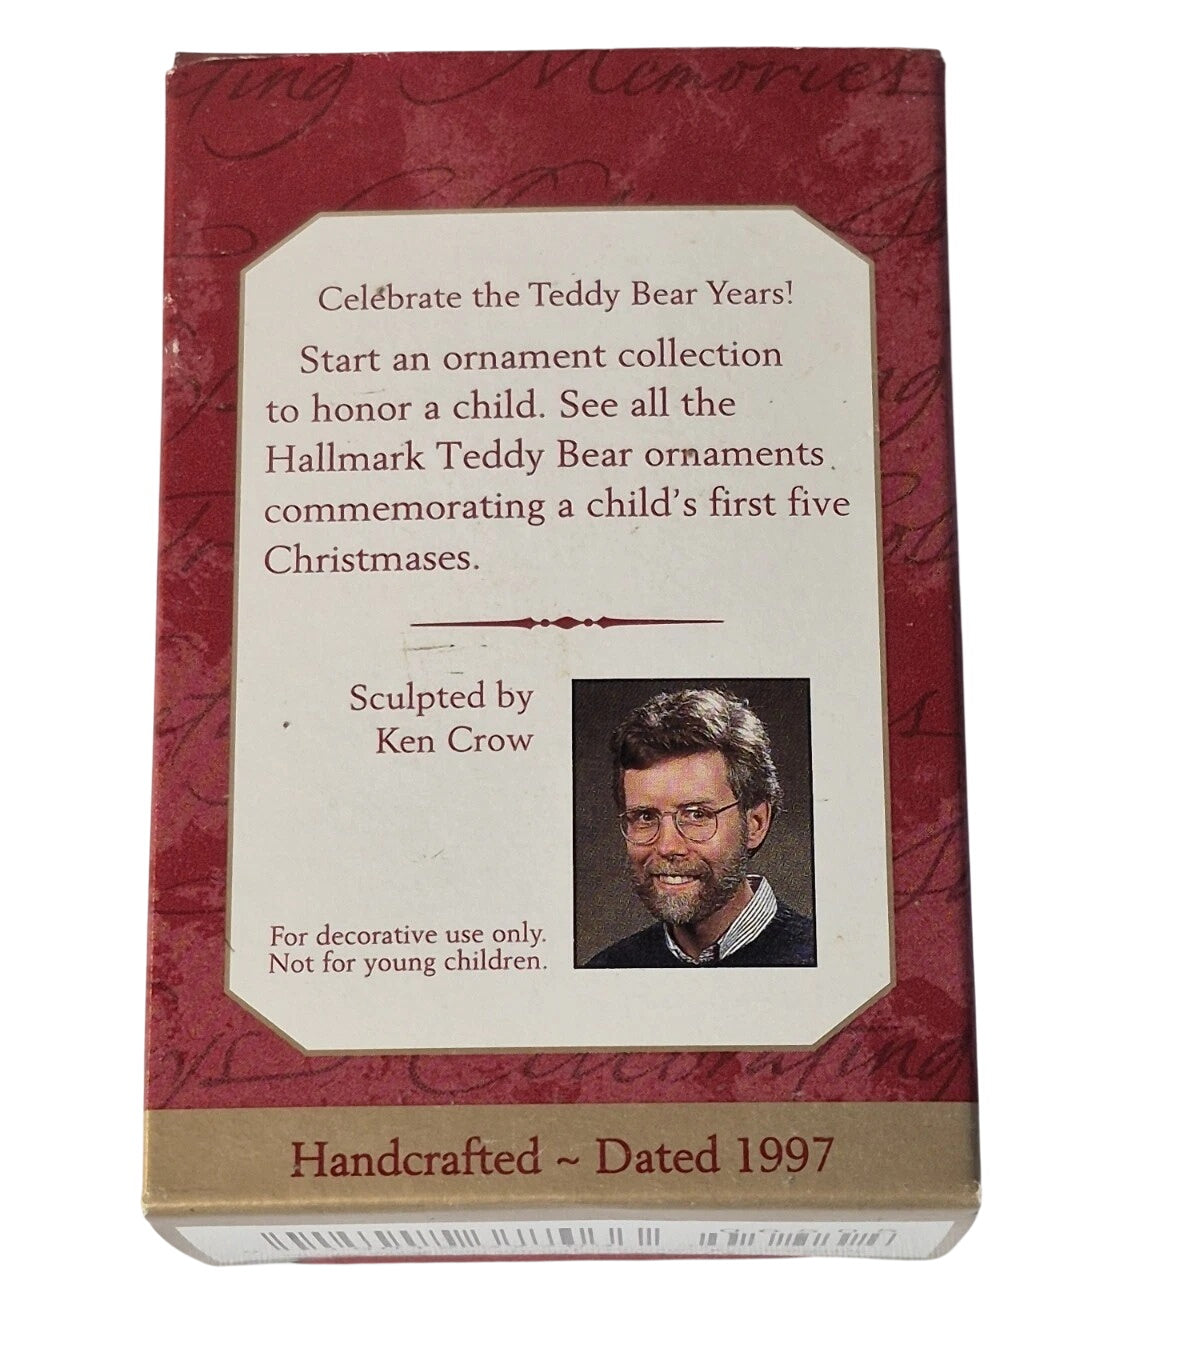 Memories
Celebrate the Teddy Bear Years!
Start an ornament collection
to honor a child. See all the
Hallmark Teddy Bear ornaments
commemorating a child's first five
Christmases.
Sculpted by
Ken Crow
For decorative use only.
Not for young children.
Celebrating
Handcrafted ~ Dated 1997